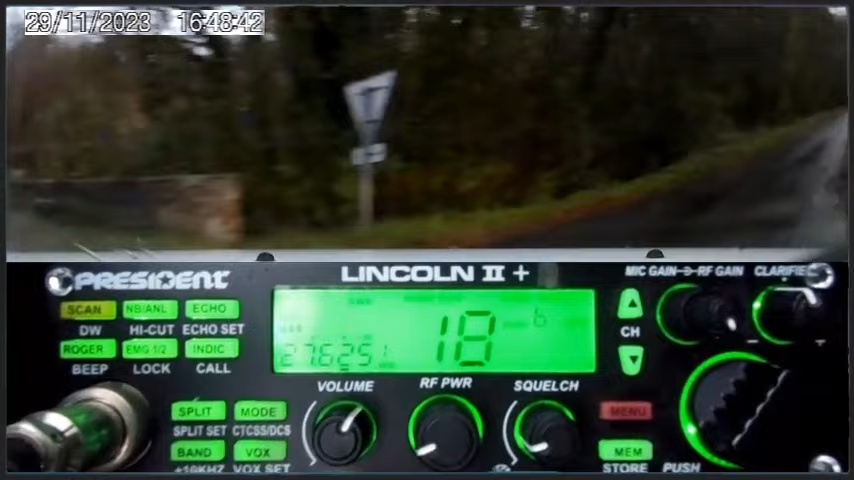 29/11/2023 16:48:42
PRESIDENT LINCOLN II + MIC GAIN RF GAIN CLARIFIER
SCAN NB/ANL ECHO
DW HI-CUT ECHO SET
ROGER EMG 1/2 INDIC
BEEP LOCK CALL
18 b
27.6251
CH
VOLUME RF PWR SQUELCH
SPLIT MODE MENU
SPLIT SET CTCSS/DCS
BAND VOX MEM
+10KHZ VOX SET STORE PUSH